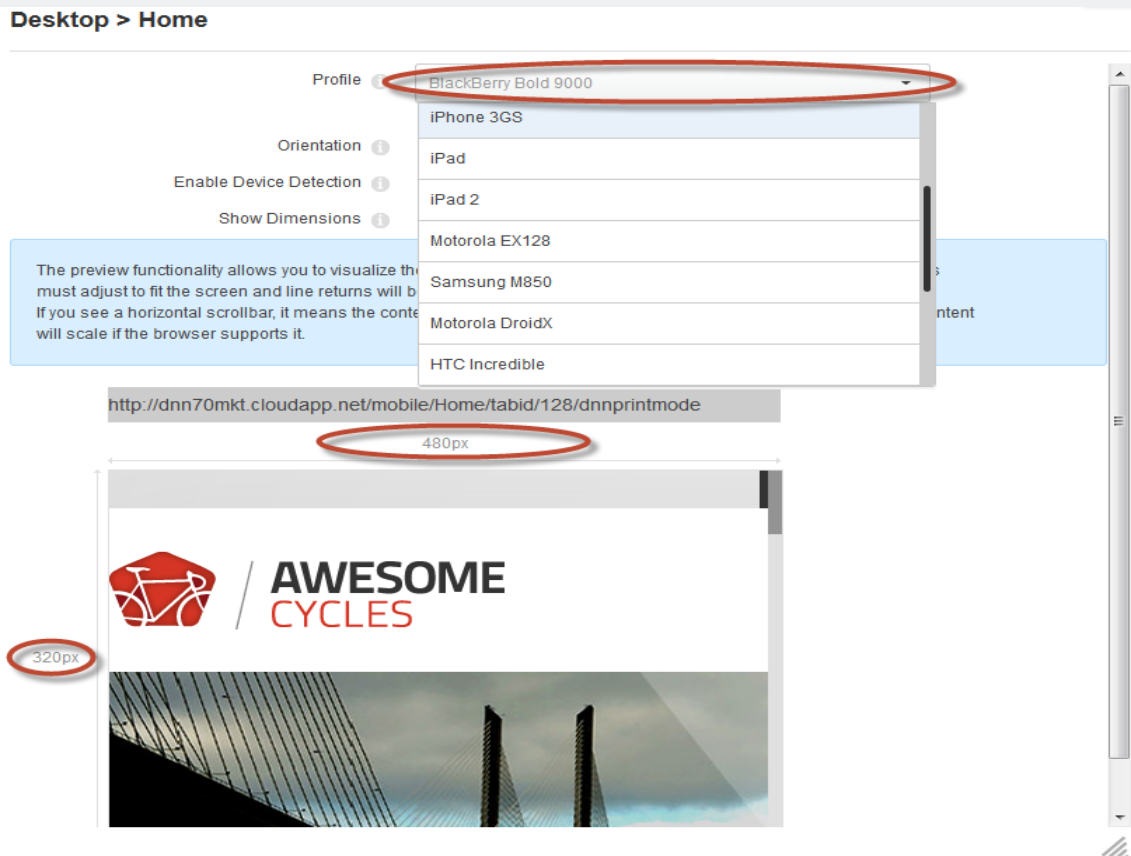 Desktop > Home
Profile
BlackBerry Bold 9000
iPhone 3GS
Orientation
iPad
Enable Device Detection
iPad 2
Show Dimensions
Motorola EX128
The preview functionality allows you to visualize
Samsung M850
must adjust to fit the screen and line returns will
If you see a horizontal scrollbar, it means the
Motorola DroidX
will scale if the browser supports it.
HTC Incredible
http://dnn70mkt.cloudapp.net/mobile/Home/tabid/128/dnnprintmode
480px
AWESOME
CYCLES
320px